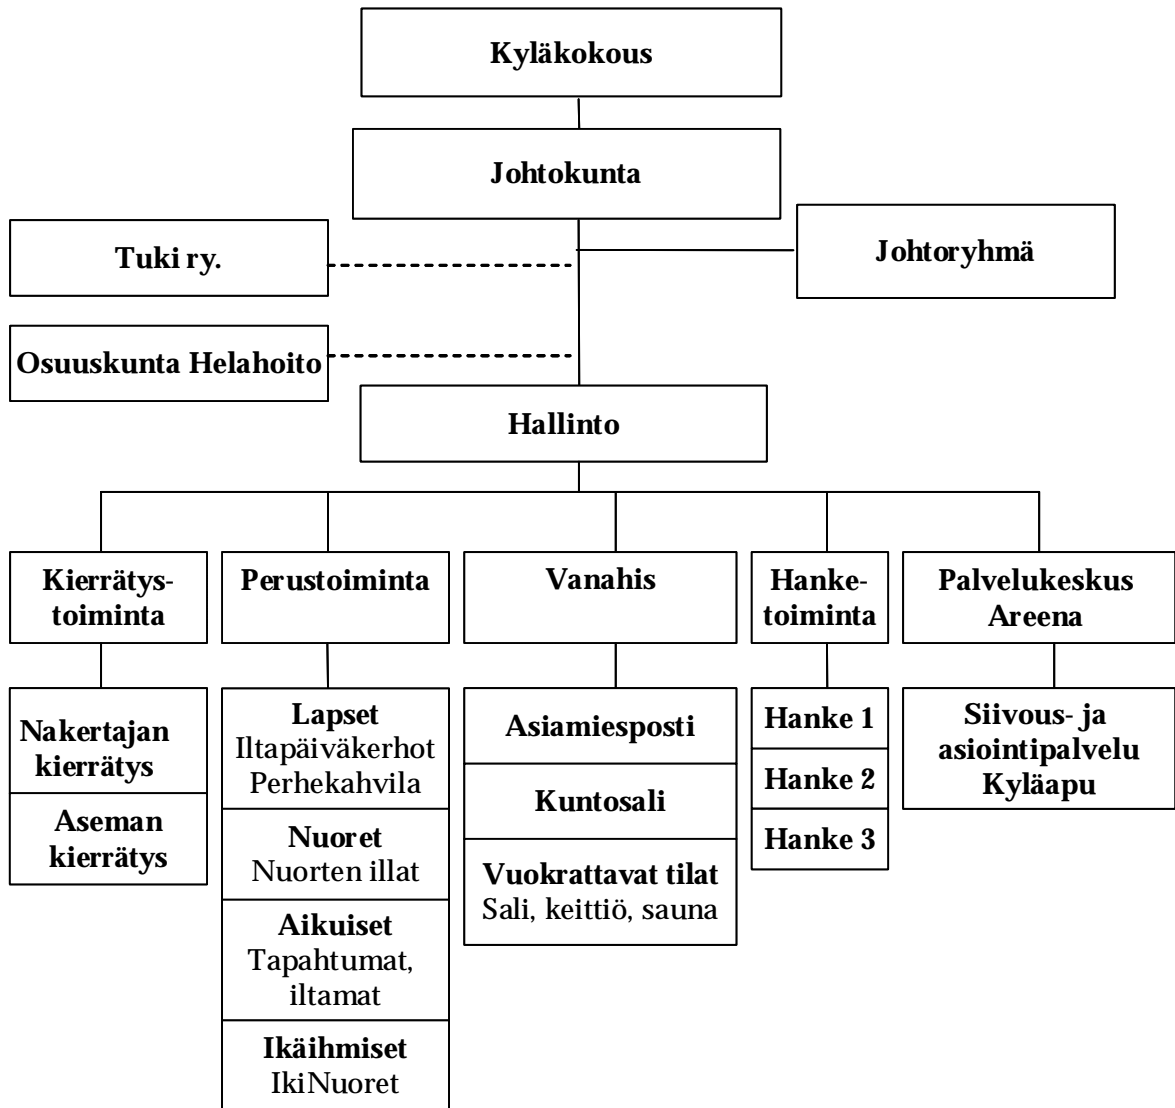 Kyläkokous
Johtokunta
Tuki ry.
Johtoryhmä
Osuuskunta Helahoito
Hallinto
Kierrätys-
toiminta
Perustoiminta
Vanahis
Hanke-
toiminta
Palvelukeskus
Areena
Nakertajan
kierrätys
Aseman
kierrätys
Lapset
Iltapäiväkerhot
Perhekahvila
Nuoret
Nuorten illat
Aikuiset
Tapahtumat,
iltamat
Ikäihmiset
IkiNuoret
Asiamiesposti
Kuntosali
Vuokrattavat tilat
Sali, keittiö, sauna
Hanke 1
Hanke 2
Hanke 3
Siivous- ja
asiointipalvelu
Kyläapu